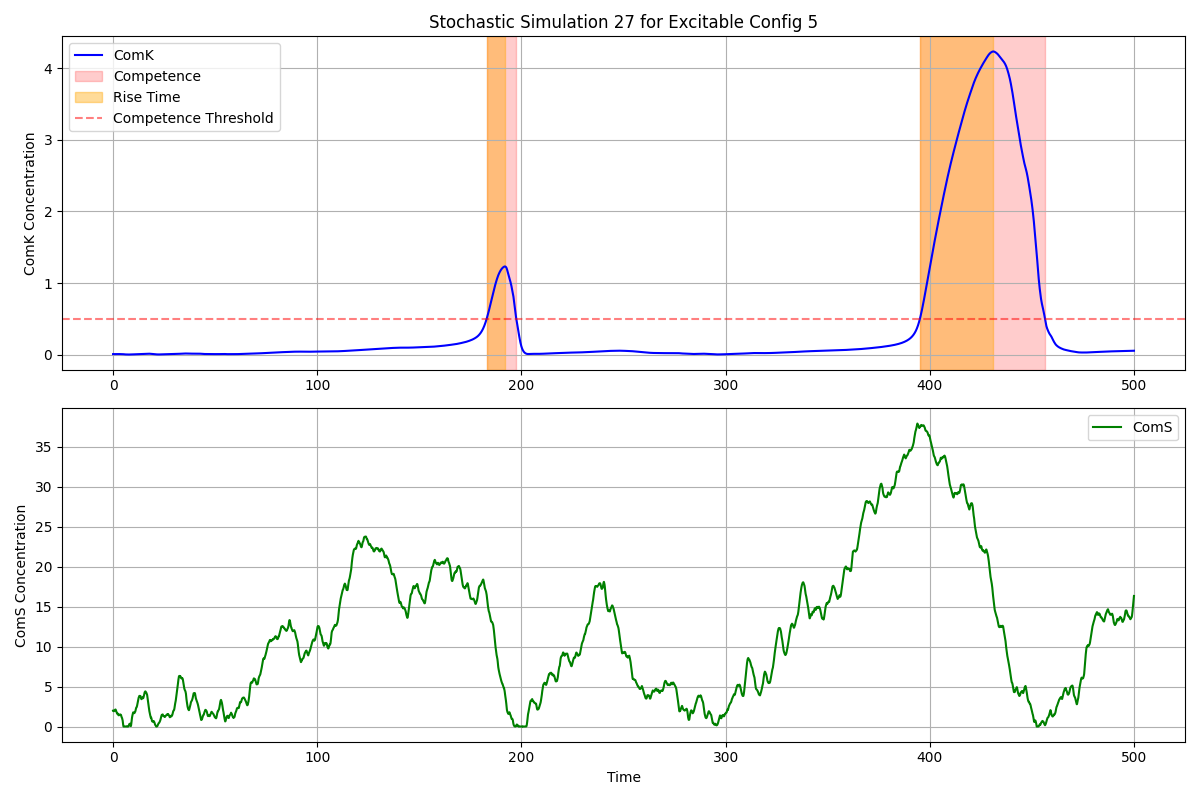 Stochastic Simulation 27 for Excitable Config 5
ComK
Competence
Rise Time
Competence Threshold
ComK Concentration
4
3
2
1
0
0 100 200 300 400 500
ComS
ComS Concentration
35
30
25
20
15
10
5
0
0 100 200 300 400 500
Time